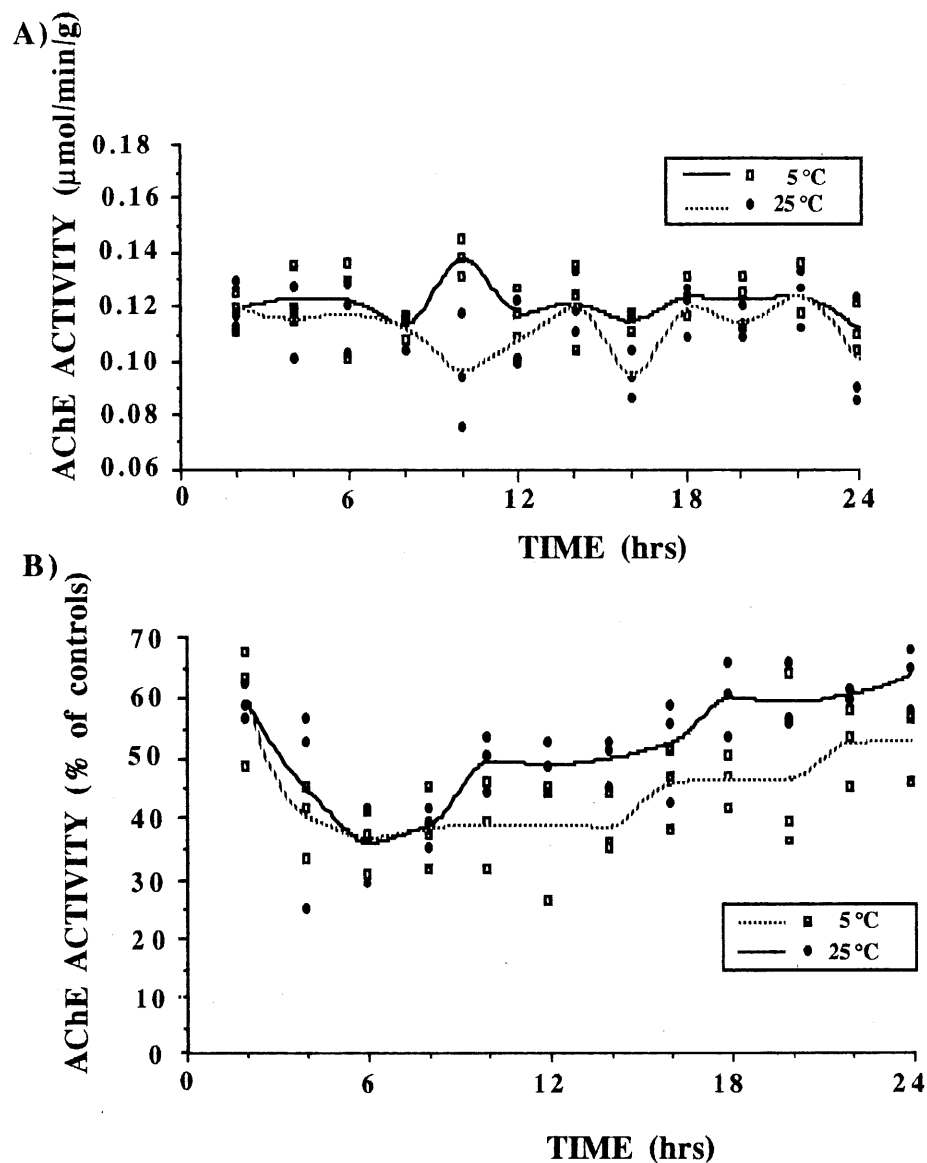 A)
AChE ACTIVITY (µmol/min/g)
0.18
0.16
0.14
0.12
0.10
0.08
0.06
0 6 12 18 24
TIME (hrs)
5°C
25°C
B)
AChE ACTIVITY (% of controls)
70
60
50
40
30
20
10
0
0 6 12 18 24
TIME (hrs)
5°C
25°C